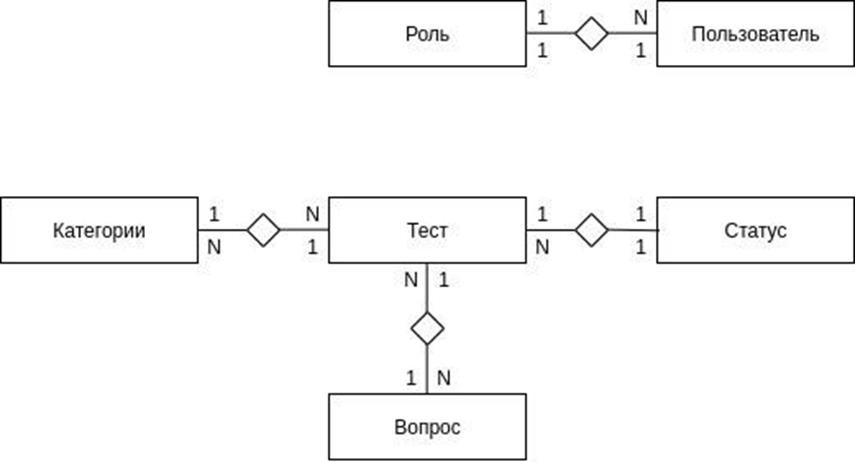 Роль 1 N Пользователь
1 1
Категории 1 N Тест 1 1 Статус
N 1 N 1
N 1
1 N
Вопрос